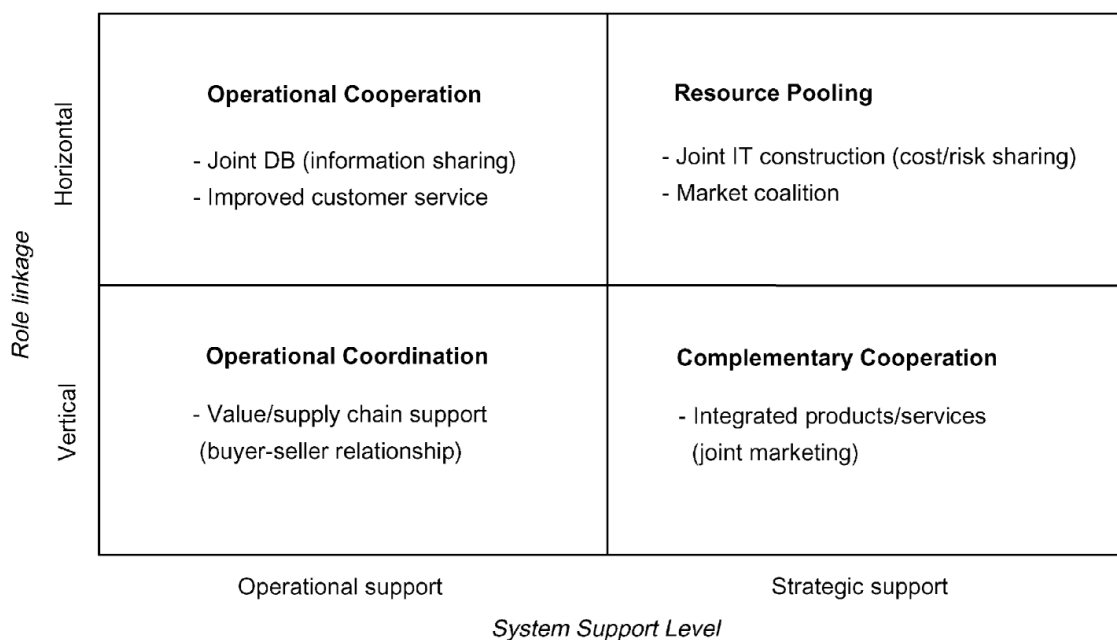 Role linkage
Horizontal
Operational Cooperation
- Joint DB (information sharing)
- Improved customer service
Resource Pooling
- Joint IT construction (cost/risk sharing)
- Market coalition
Vertical
Operational Coordination
- Value/supply chain support
(buyer-seller relationship)
Complementary Cooperation
- Integrated products/services
(joint marketing)
Operational support
Strategic support
System Support Level